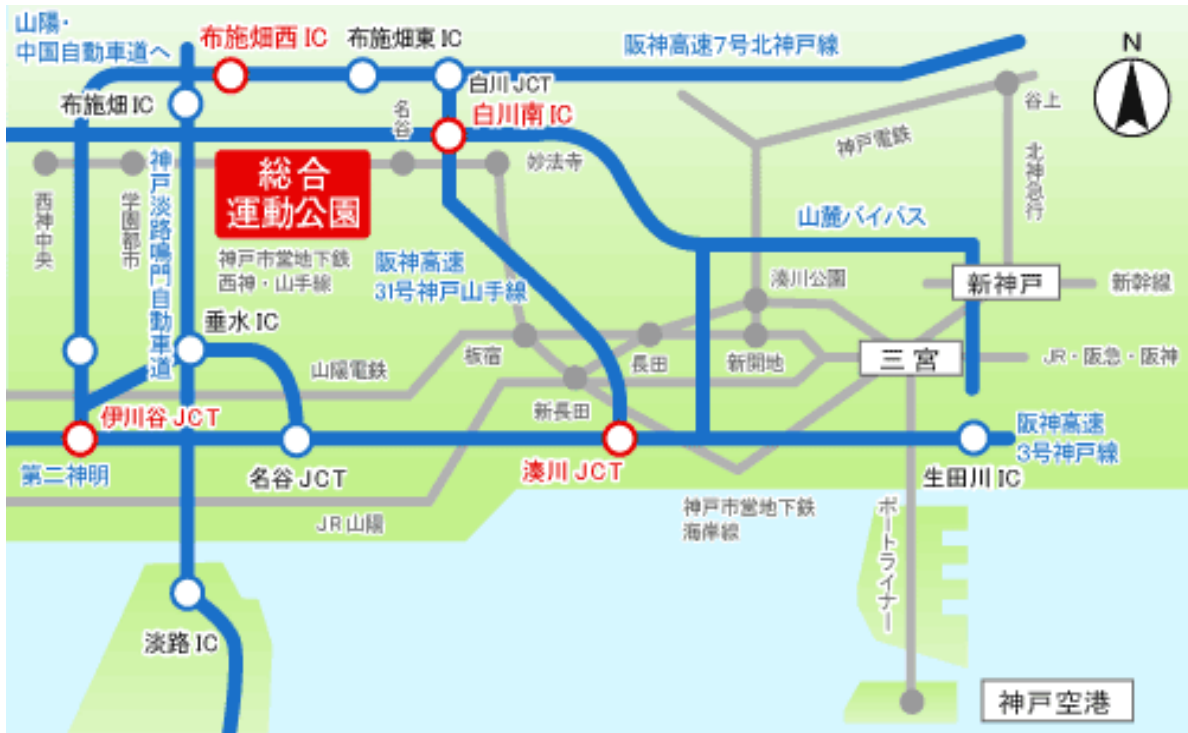 山陽・
中国自動車道へ
布施畑西 IC
布施畑東 IC
阪神高速7号北神戸線
N
布施畑 IC
白川 JCT
白川南 IC
名谷
谷上
神戸電鉄
北神急行
妙法寺
西神中央
学園都市
神戸淡路鳴門自動車道
総合
運動公園
神戸市営地下鉄
西神・山手線
阪神高速
31号神戸山手線
山麓バイパス
湊川公園
新神戸
新幹線
垂水 IC
山陽電鉄
板宿
長田
新開地
三宮
JR・阪急・阪神
新長田
伊川谷 JCT
第二神明
名谷 JCT
湊川 JCT
阪神高速
3号神戸線
生田川 IC
JR 山陽
神戸市営地下鉄
海岸線
ポートライナー
淡路 IC
神戸空港